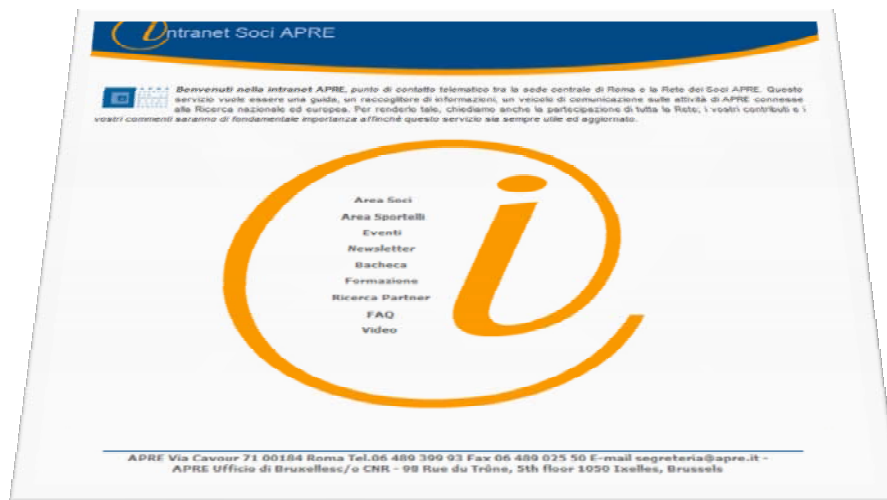 intranet Soci APRE
Benvenuti nella intranet APRE, punto di contatto telematico tra la sede centrale di Roma e la Rete dei Soci APRE. Questo
servizio vuole essere una guida, un raccoglitore di informazioni, un veicolo di comunicazione sulle attività di APRE connesse
alla Ricerca nazionale ed europea. Per renderlo tale, chiediamo anche la partecipazione di tutta la Rete; i vostri contributi e i
vostri commenti saranno di fondamentale importanza affinché questo servizio sia sempre utile ed aggiornato.
Area Soci
Area Sportelli
Eventi
Newsletter
Bacheca
Formazione
Ricerca Partner
FAQ
Video
APRE Via Cavour 71 00184 Roma Tel.06 489 399 93 Fax 06 489 025 50 E-mail segreteria@apre.it -
APRE Ufficio di Bruxellesc/o CNR - 98 Rue du Trône, 5th floor 1050 Ixelles, Brussels